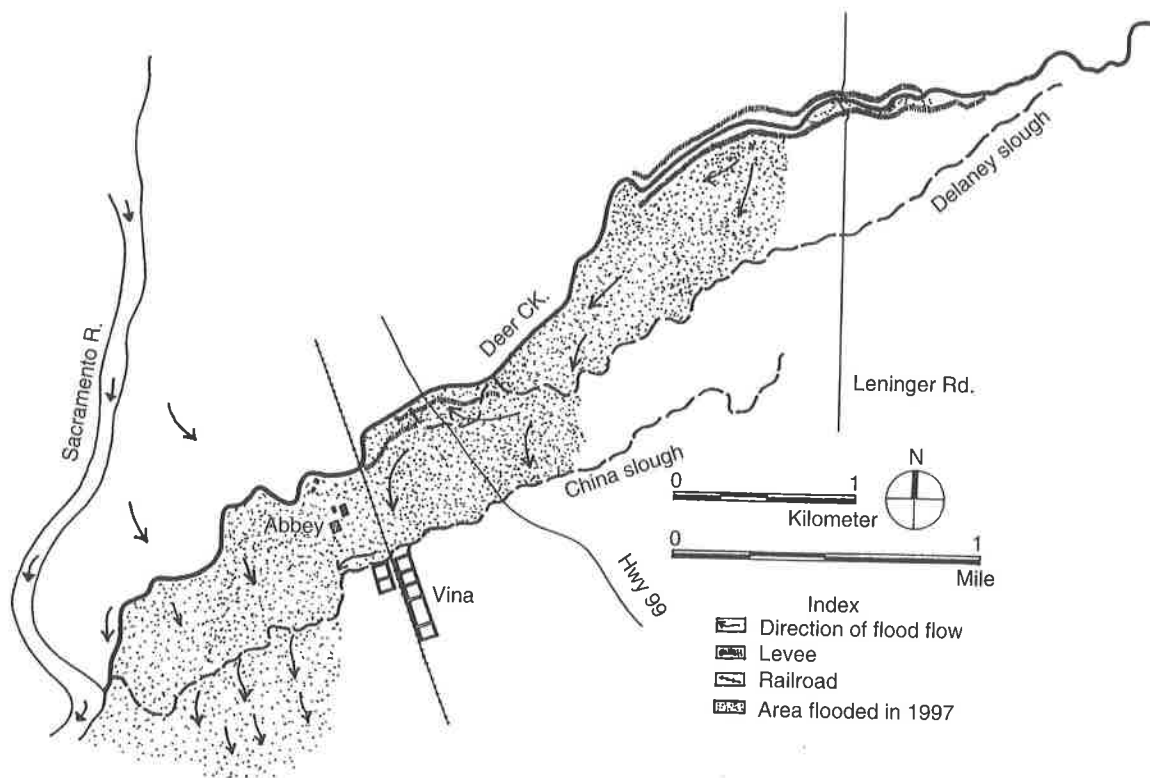 Delaney slough
Sacramento R.
Deer CK.
Leninger Rd.
China slough
N
0 1
Kilometer
0 1
Mile
Abbey
Hwy 99
Vina
Index
Direction of flood flow
Levee
Railroad
Area flooded in 1997